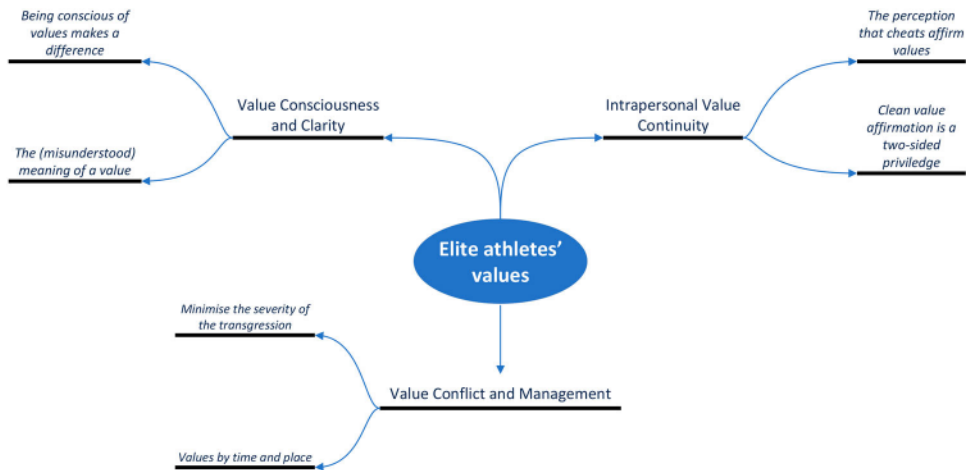 Being conscious of
values makes a
difference
The perception
that cheats affirm
values
Value Consciousness
and Clarity
Intrapersonal Value
Continuity
Clean value
affirmation is a
two-sided
priviledge
The (misunderstood)
meaning of a value
Elite athletes’
values
Minimise the severity of
the transgression
Value Conflict and Management
Values by time and place